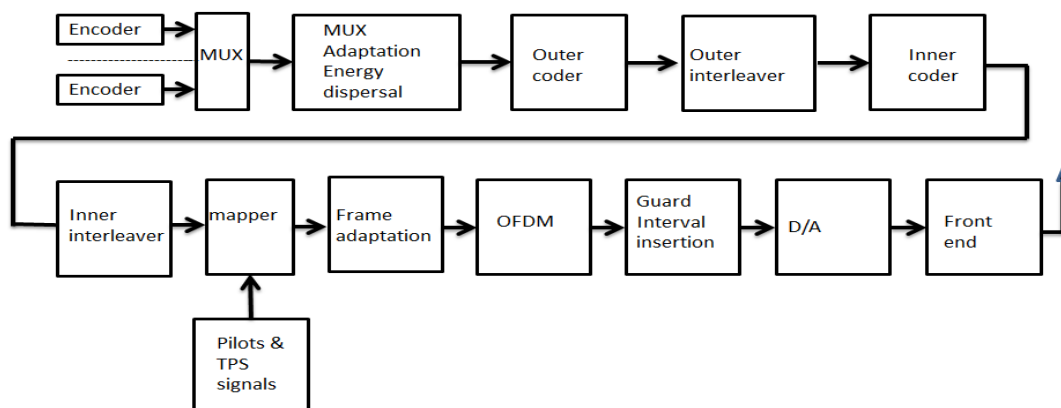 Encoder
MUX
Encoder
MUX
Adaptation
Energy
dispersal
Outer
coder
Outer
interleaver
Inner
coder
Inner
interleaver
mapper
Frame
adaptation
OFDM
Guard
Interval
insertion
D/A
Front
end
Pilots &
TPS
signals